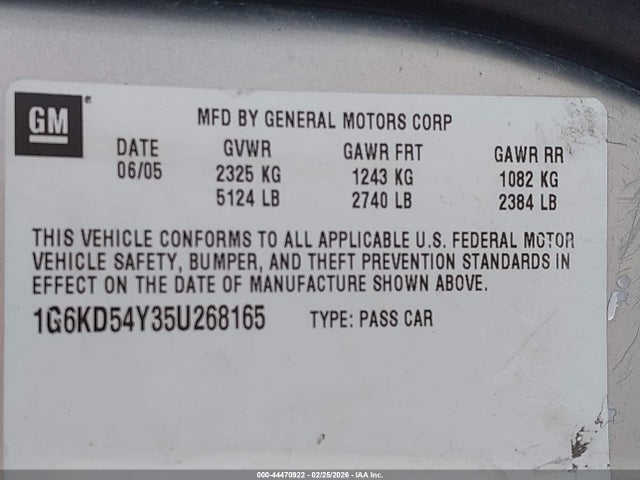 GM®
MFD BY GENERAL MOTORS CORP
DATE GVWR GAWR FRT GAWR RR
06/05 2325 KG 1243 KG 1082 KG
5124 LB 2740 LB 2384 LB
THIS VEHICLE CONFORMS TO ALL APPLICABLE U.S. FEDERAL MOTOR
VEHICLE SAFETY, BUMPER, AND THEFT PREVENTION STANDARDS IN
EFFECT ON THE DATE OF MANUFACTURE SHOWN ABOVE.
1G6KD54Y35U268165 TYPE: PASS CAR
000-44470922 - 02/25/2026 - IAA Inc.